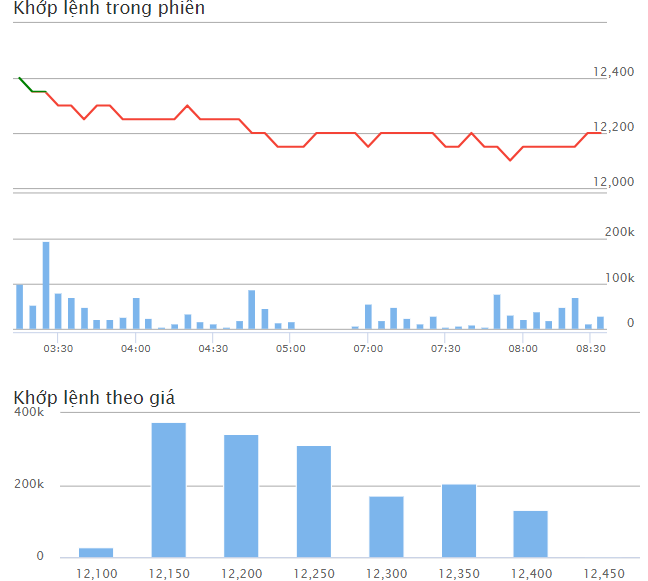 Khớp lệnh trong phiên
12,400
12,200
12,000
200k
100k
0
03:30 04:00 04:30 05:00 07:00 07:30 08:00 08:30
Khớp lệnh theo giá
400k
200k
0
12,100 12,150 12,200 12,250 12,300 12,350 12,400 12,450